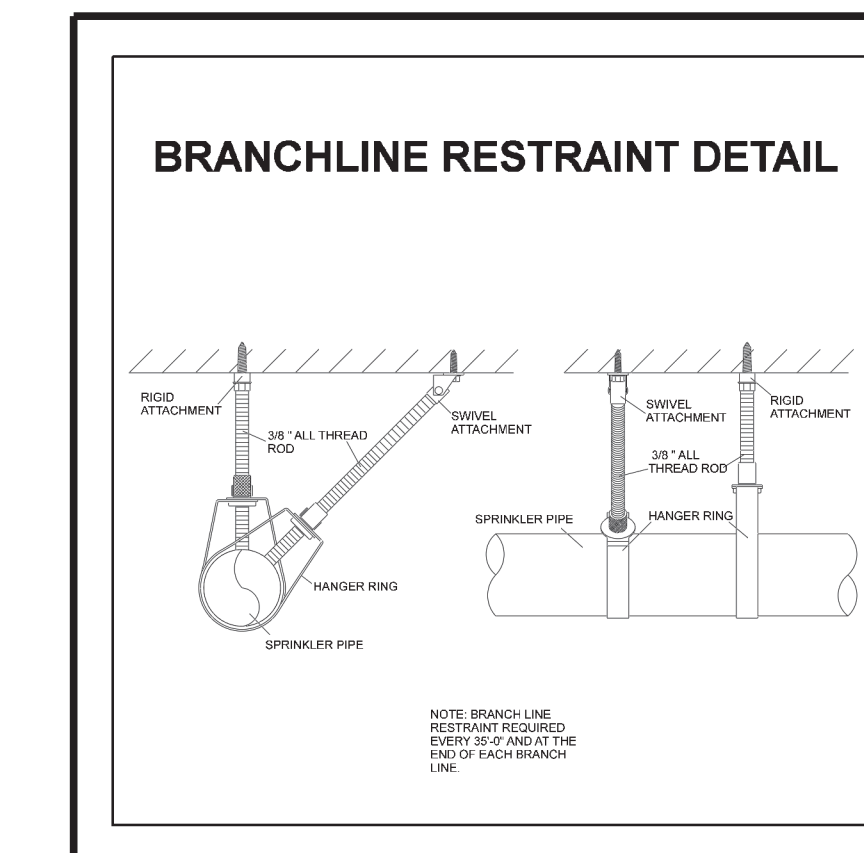 BRANCHLINE RESTRAINT DETAIL
RIGID
ATTACHMENT
3/8 " ALL THREAD
ROD
SWIVEL
ATTACHMENT
HANGER RING
SPRINKLER PIPE
SWIVEL
ATTACHMENT
RIGID
ATTACHMENT
3/8 " ALL
THREAD ROD
SPRINKLER PIPE
HANGER RING
NOTE: BRANCH LINE
RESTRAINT REQUIRED
EVERY 35'-0" AND AT THE
END OF EACH BRANCH
LINE.